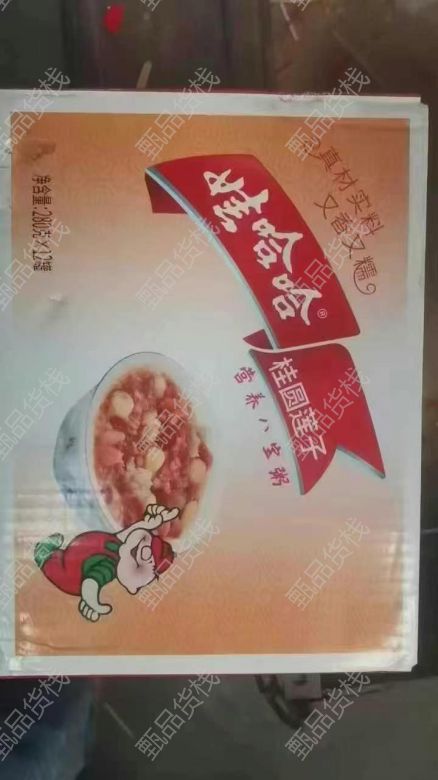 真材实料
又香又糯
娃哈哈®
桂圆莲子
营养八宝粥
净含量:280克×12罐
甄品货栈